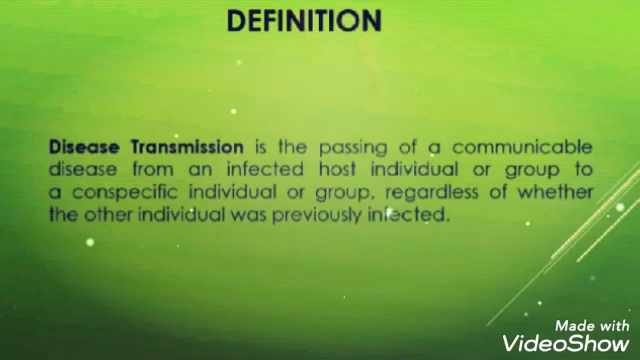 DEFINITION
Disease Transmission is the passing of a communicable
disease from an infected host individual or group to
a conspecific individual or group, regardless of whether
the other individual was previously infected.
Made with
VideoShow